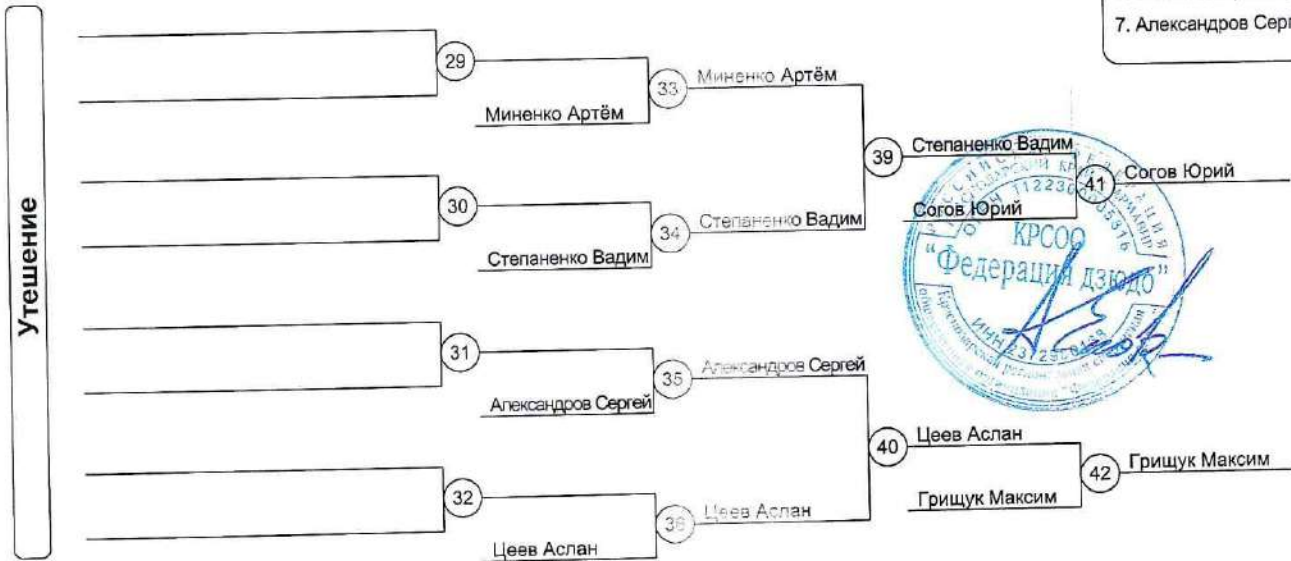 7. Александров Серг
Утешение
29
Миненко Артём
33
Миненко Артём
30
Степаненко Вадим
34
Степаненко Вадим
39
Степаненко Вадим
Согов Юрий
41
Согов Юрий
КРСОО
"Федерация дзюдо"
31
Александров Сергей
35
Александров Сергей
32
Цеев Аслан
36
Цеев Аслан
40
Цеев Аслан
Грищук Максим
42
Грищук Максим